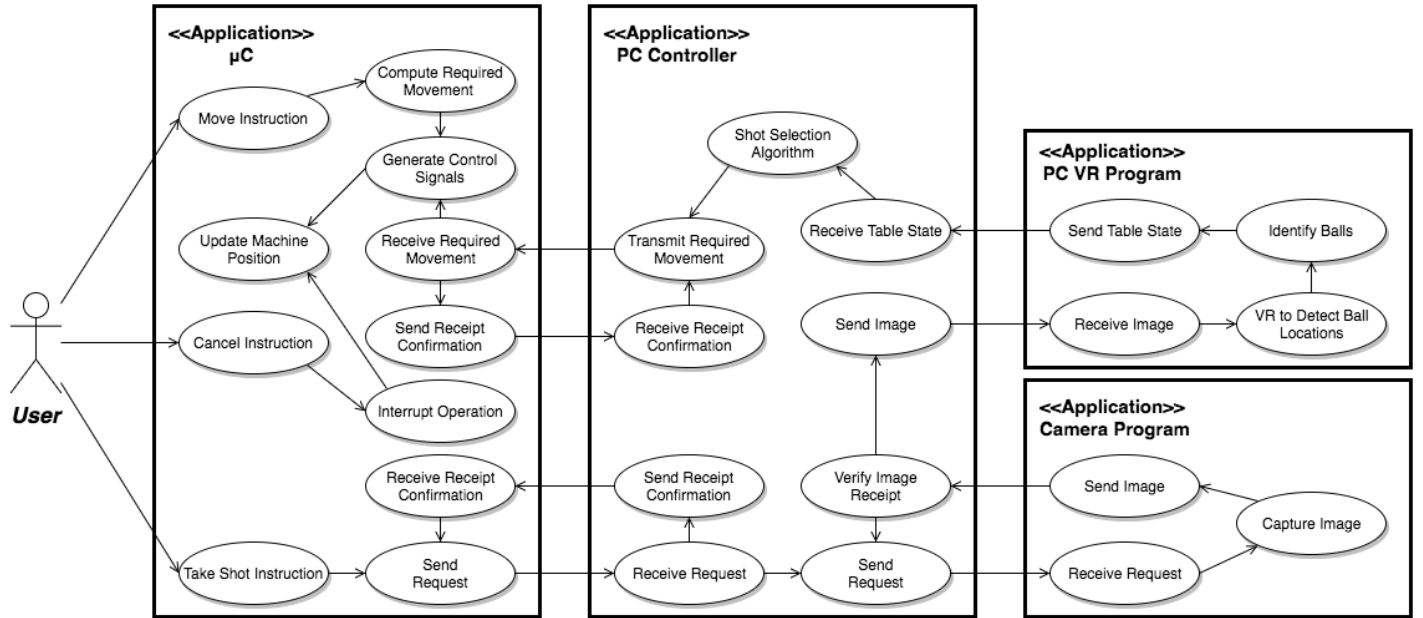 <<Application>>
µC
Move Instruction
Compute Required
Movement
Generate Control
Signals
Update Machine
Position
Receive Required
Movement
Send Receipt
Confirmation
Cancel Instruction
Interrupt Operation
Receive Receipt
Confirmation
Take Shot Instruction
Send
Request
User
<<Application>>
PC Controller
Shot Selection
Algorithm
Transmit Required
Movement
Receive Table State
Receive Receipt
Confirmation
Send Image
Send Receipt
Confirmation
Verify Image
Receipt
Receive Request
Send
Request
<<Application>>
PC VR Program
Send Table State
Identify Balls
Receive Image
VR to Detect Ball
Locations
<<Application>>
Camera Program
Send Image
Capture Image
Receive Request